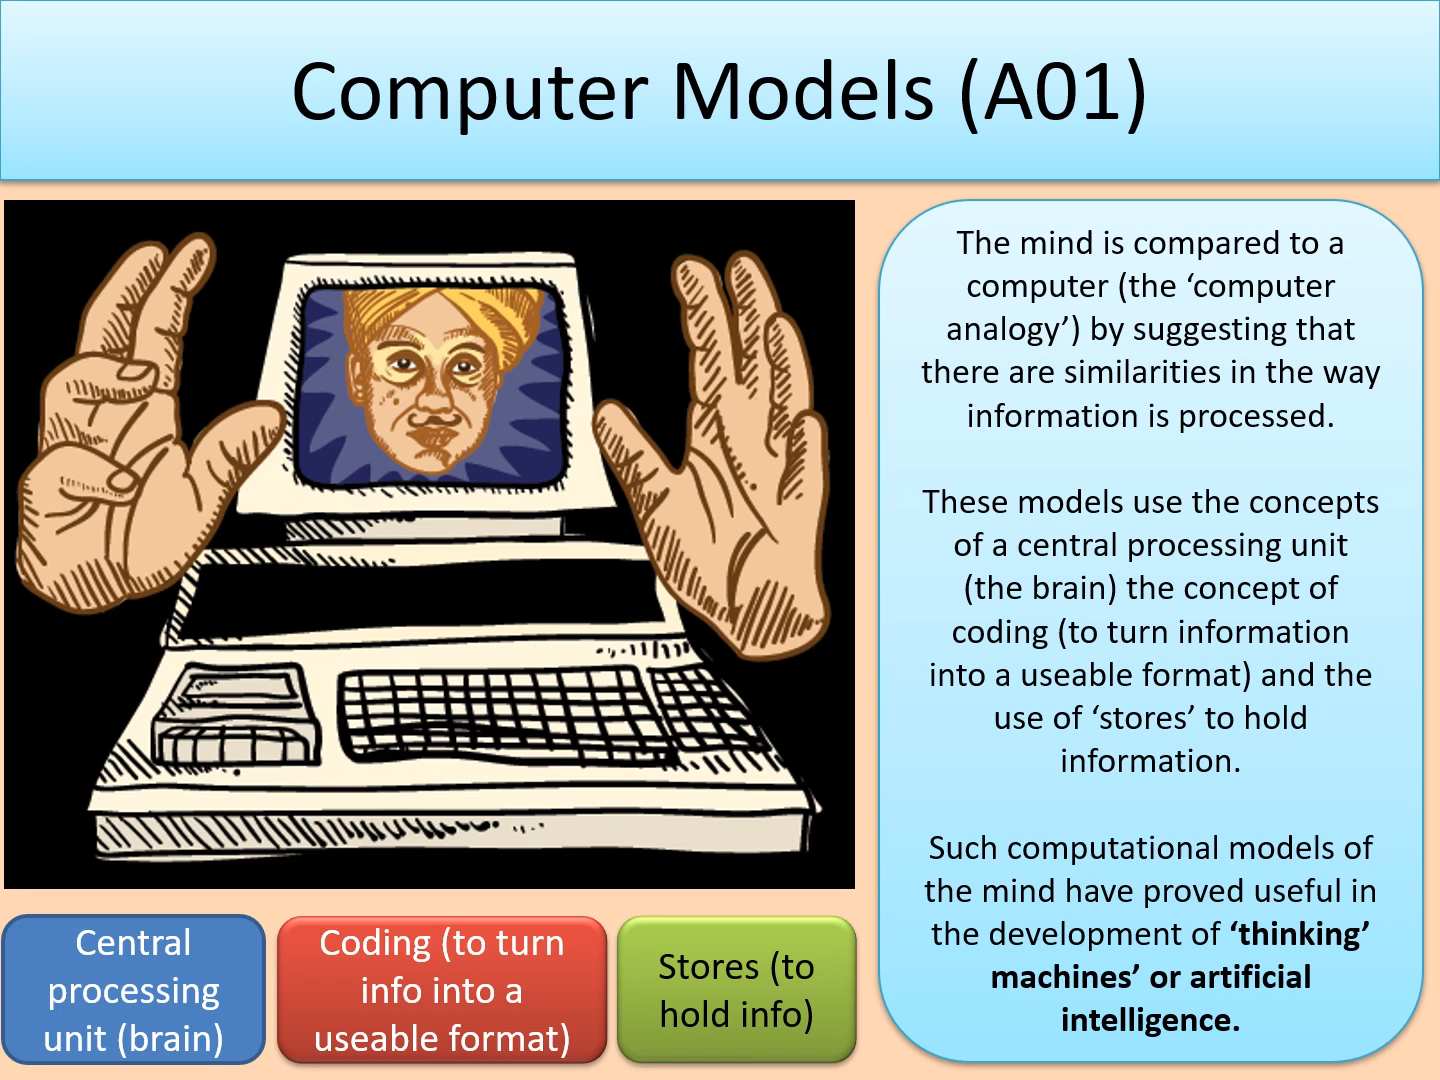 Computer Models (A01)
The mind is compared to a
computer (the ‘computer
analogy’) by suggesting that
there are similarities in the way
information is processed.
These models use the concepts
of a central processing unit
(the brain) the concept of
coding (to turn information
into a useable format) and the
use of ‘stores’ to hold
information.
Such computational models of
the mind have proved useful in
the development of ‘thinking’
machines’ or artificial
intelligence.
Central
processing
unit (brain)
Coding (to turn
info into a
useable format)
Stores (to
hold info)